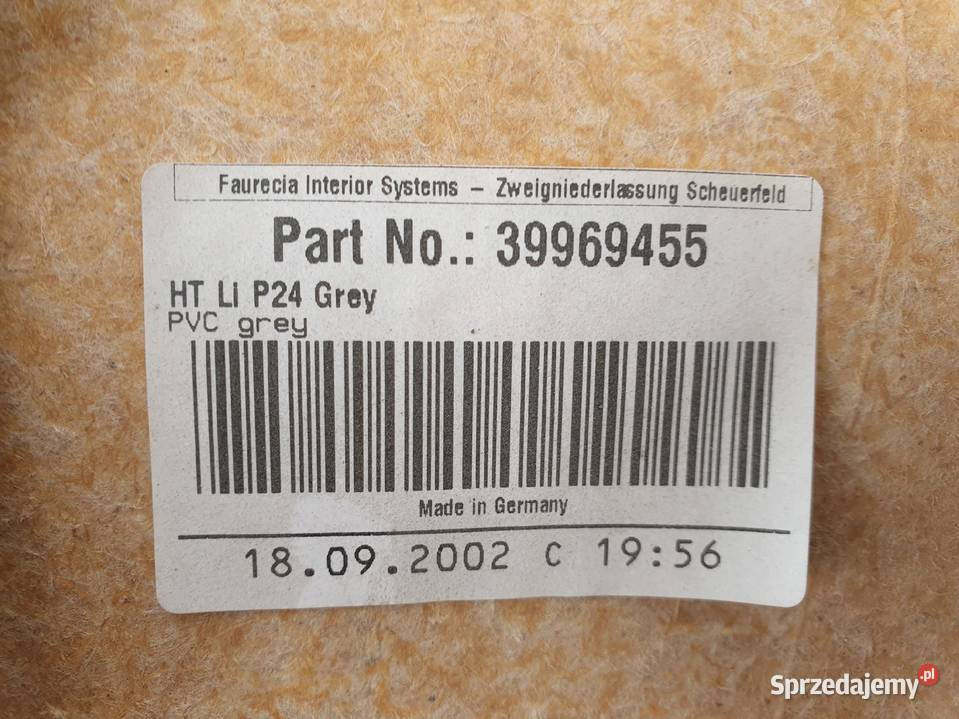 Faurecia Interior Systems – Zweigniederlassung Scheuerfeld
Part No.: 39969455
HT Li P24 Grey
PVC grey
Made in Germany
18.09.2002 C 19:56
Sprzedajemy.pl